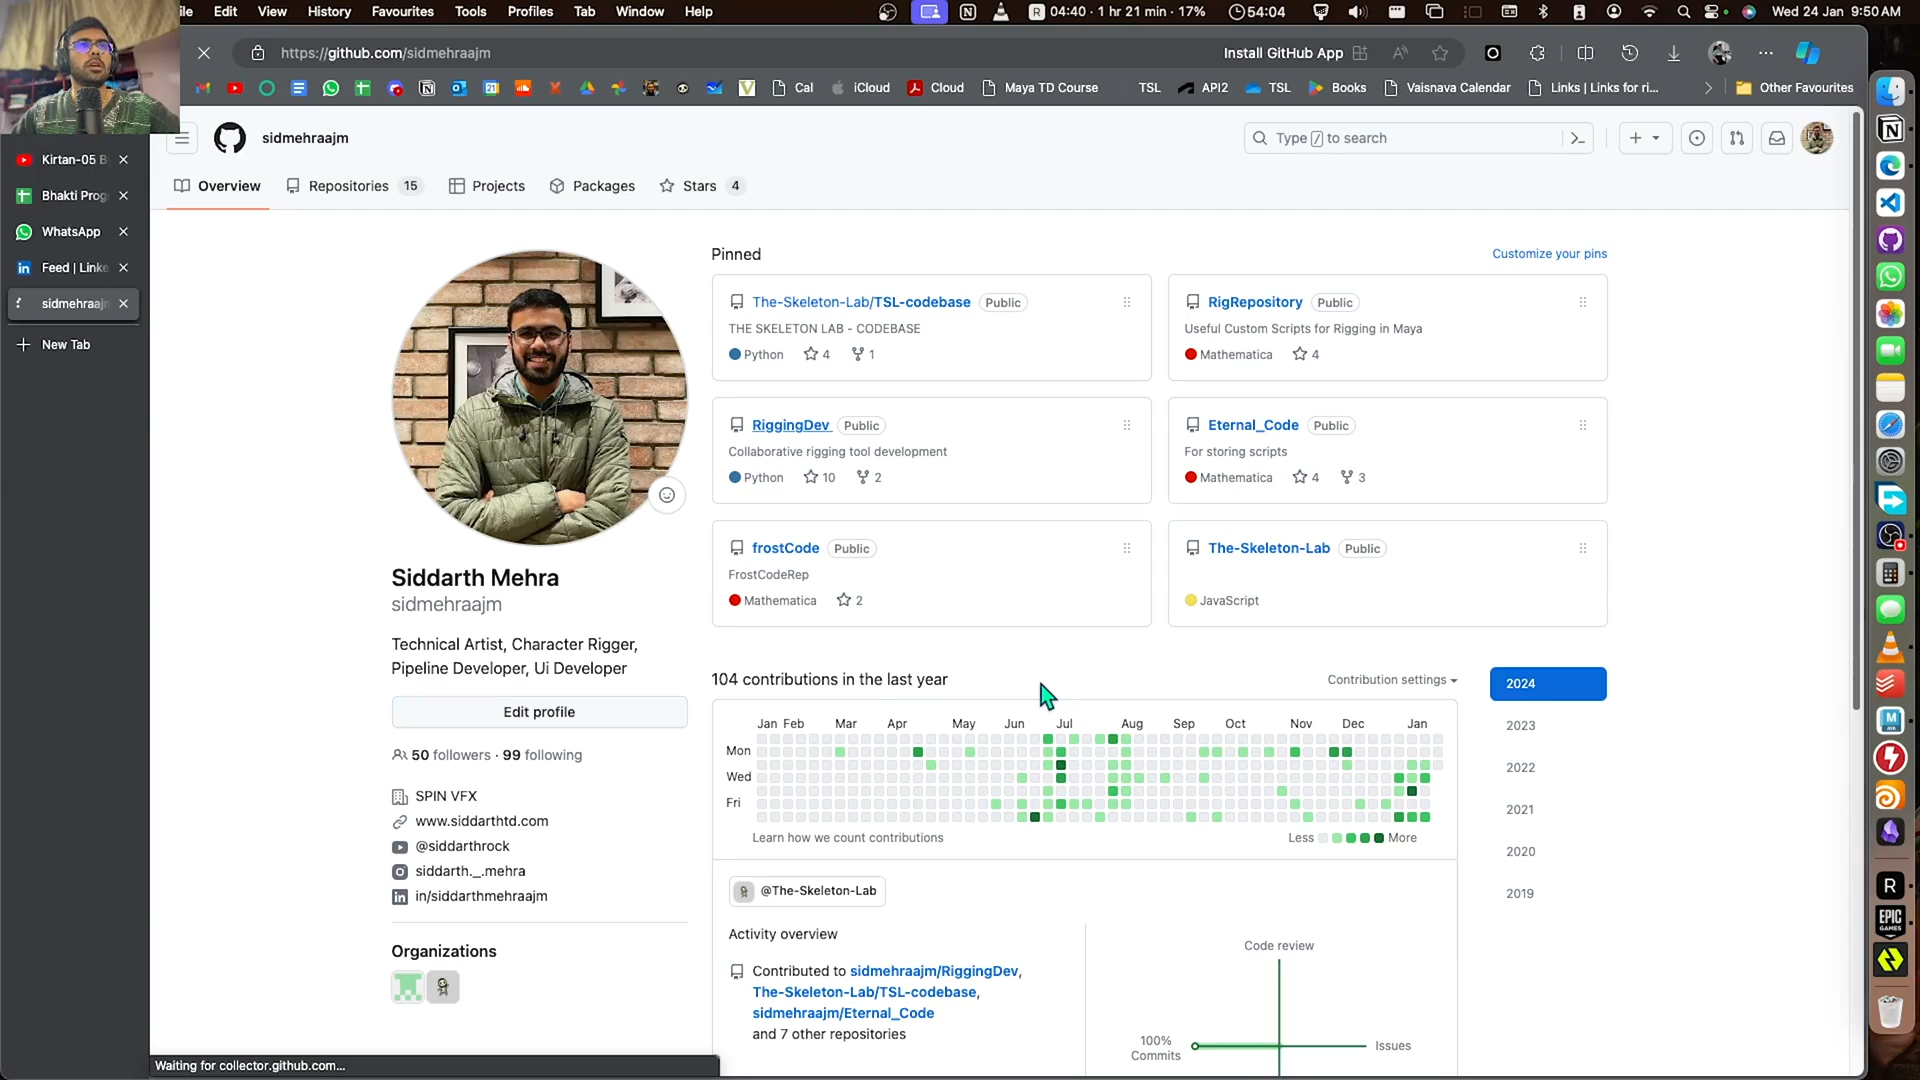 ile Edit View History Favourites Tools Profiles Tab Window Help
04:40 · 1 hr 21 min · 17% 54:04 Wed 24 Jan 9:50 AM
https://github.com/sidmehraajm Install GitHub App
Cal iCloud Cloud Maya TD Course TSL API2 TSL Books Vaisnava Calendar Links | Links for ri... Other Favourites
Kirtan-05 B
Bhakti Prog
WhatsApp
Feed | Linke
sidmehraajm
New Tab
sidmehraajm
Type / to search
Overview Repositories 15 Projects Packages Stars 4
Siddarth Mehra
sidmehraajm
Technical Artist, Character Rigger,
Pipeline Developer, Ui Developer
Edit profile
50 followers · 99 following
SPIN VFX
www.siddarthtd.com
@siddarthrock
siddarth._.mehra
in/siddarthmehraajm
Organizations
Pinned
Customize your pins
The-Skeleton-Lab/TSL-codebase Public
THE SKELETON LAB - CODEBASE
Python 4 1
RigRepository Public
Useful Custom Scripts for Rigging in Maya
Mathematica 4
RiggingDev Public
Collaborative rigging tool development
Python 10 2
Eternal_Code Public
For storing scripts
Mathematica 4 3
frostCode Public
FrostCodeRep
Mathematica 2
The-Skeleton-Lab Public
JavaScript
104 contributions in the last year
Contribution settings
Jan Feb Mar Apr May Jun Jul Aug Sep Oct Nov Dec Jan
Mon
Wed
Fri
Learn how we count contributions
Less More
2024
2023
2022
2021
2020
2019
@The-Skeleton-Lab
Activity overview
Contributed to sidmehraajm/RiggingDev,
The-Skeleton-Lab/TSL-codebase,
sidmehraajm/Eternal_Code
and 7 other repositories
Code review
100%
Commits
Issues
Waiting for collector.github.com...